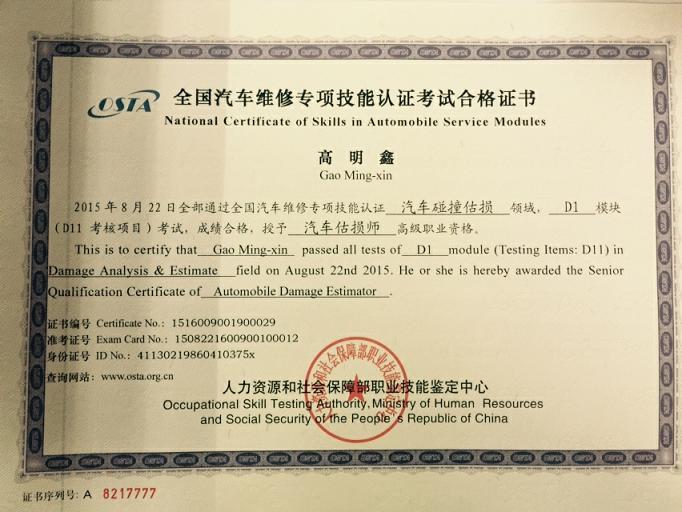 OSTA 全国汽车维修专项技能认证考试合格证书
National Certificate of Skills in Automobile Service Modules
高 明 鑫
Gao Ming-xin
2015 年 8 月 22 日全部通过全国汽车维修专项技能认证 汽车碰撞估损 领域, D1 模块
(D11 考核项目) 考试, 成绩合格, 授予 汽车估损师 高级职业资格。
This is to certify that Gao Ming-xin passed all tests of D1 module (Testing Items: D11) in
Damage Analysis & Estimate field on August 22nd 2015. He or she is hereby awarded the Senior
Qualification Certificate of Automobile Damage Estimator .
证书编号 Certificate No.: 1516009001900029
准考证号 Exam Card No.: 1508221600900100012
身份证号 ID No.: 41130219860410375x
查询网站: www.osta.org.cn
人力资源和社会保障部职业技能鉴定中心
Occupational Skill Testing Authority, Ministry of Human Resources
and Social Security of the People's Republic of China
证书序列号: A 8217777